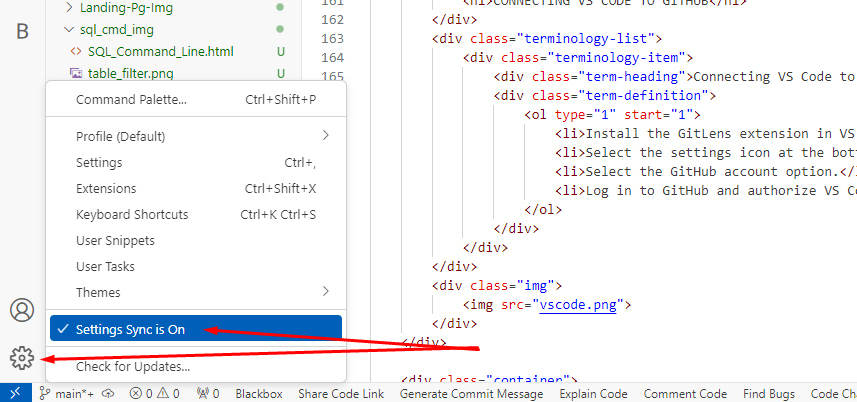 Landing-Pg-Img
sql_cmd_img
<> SQL_Command_Line.html U
table_filter.png U
B
Command Palette... Ctrl+Shift+P
Profile (Default)
Settings Ctrl+,
Extensions Ctrl+Shift+X
Keyboard Shortcuts Ctrl+K Ctrl+S
User Snippets
User Tasks
Themes
Settings Sync is On
Check for Updates...
161 <h1>CONNECTING VS CODE TO GITHUB</h1>
162 </div>
163 <div class="terminology-list">
164 <div class="terminology-item">
165 <div class="term-heading">Connecting VS Code to
<div class="term-definition">
<ol type="1" start="1">
<li>Install the GitLens extension in VS
<li>Select the settings icon at the bot
<li>Select the GitHub account option.</l
<li>Log in to GitHub and authorize VS Co
</ol>
</div>
</div>
</div>
<div class="img">
<img src="vscode.png">
</div>
</div>
<div class="container">
main*+ 0 0 0 Blackbox Share Code Link Generate Commit Message Explain Code Comment Code Find Bugs Code Cha